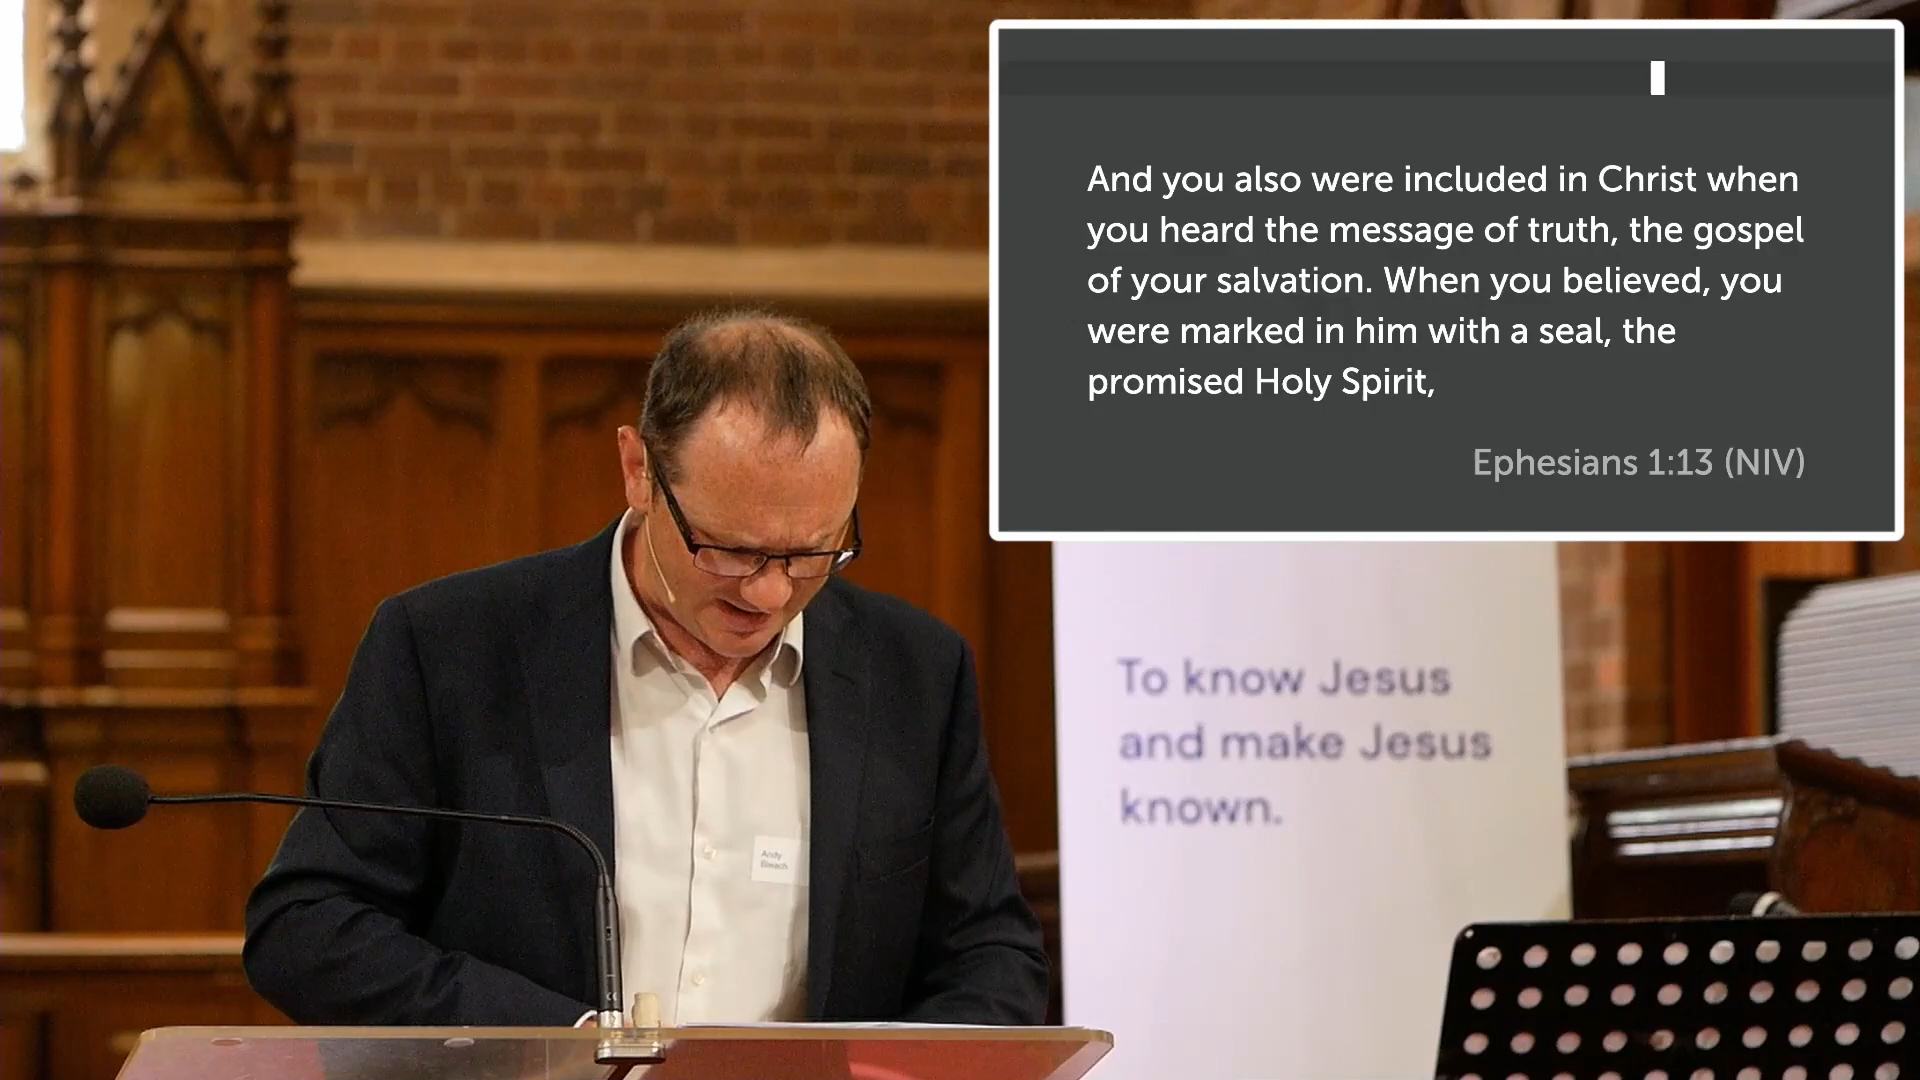 And you also were included in Christ when
you heard the message of truth, the gospel
of your salvation. When you believed, you
were marked in him with a seal, the
promised Holy Spirit,
Ephesians 1:13 (NIV)
To know Jesus
and make Jesus
known.
Andy